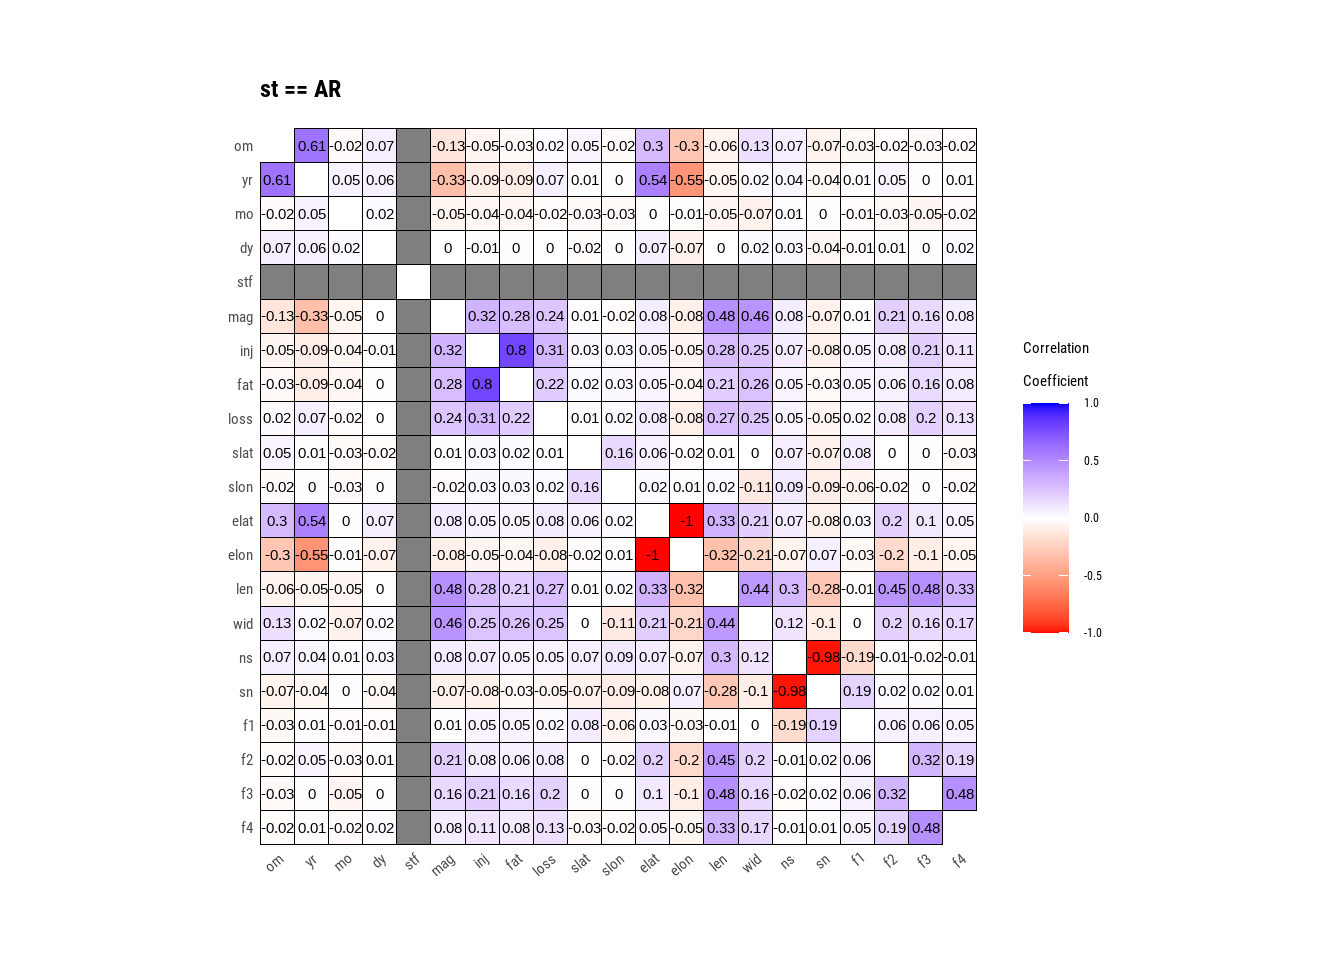 st == AR
om 0.61 -0.02 0.07 -0.13 -0.05 -0.03 0.02 0.05 -0.02 0.3 -0.3 -0.06 0.13 0.07 -0.07 -0.03 -0.02 -0.03 -0.02
yr 0.61 0.05 0.06 -0.33 -0.09 -0.09 0.07 0.01 0 0.54 -0.55 -0.05 0.02 0.04 -0.04 0.01 0.05 0 0.01
mo -0.02 0.05 0.02 -0.05 -0.04 -0.04 -0.02 -0.03 -0.03 0 -0.01 -0.05 -0.07 0.01 0 -0.01 -0.03 -0.05 -0.02
dy 0.07 0.06 0.02 0 -0.01 0 0 -0.02 0 0.07 -0.07 0 0.02 0.03 -0.04 -0.01 0.01 0 0.02
stf
mag -0.13 -0.33 -0.05 0 0.32 0.28 0.24 0.01 -0.02 0.08 -0.08 0.48 0.46 0.08 -0.07 0.01 0.21 0.16 0.08
inj -0.05 -0.09 -0.04 -0.01 0.32 0.8 0.31 0.03 0.03 0.05 -0.05 0.28 0.25 0.07 -0.08 0.05 0.08 0.21 0.11
fat -0.03 -0.09 -0.04 0 0.28 0.8 0.22 0.02 0.03 0.05 -0.04 0.21 0.26 0.05 -0.03 0.05 0.06 0.16 0.08
loss 0.02 0.07 -0.02 0 0.24 0.31 0.22 0.01 0.02 0.08 -0.08 0.27 0.25 0.05 -0.05 0.02 0.08 0.2 0.13
slat 0.05 0.01 -0.03 -0.02 0.01 0.03 0.02 0.01 0.16 0.06 -0.02 0.01 0 0.07 -0.07 0.08 0 0 -0.03
slon -0.02 0 -0.03 0 -0.02 0.03 0.03 0.02 0.16 0.02 0.01 0.02 -0.11 0.09 -0.09 -0.06 -0.02 0 -0.02
elat 0.3 0.54 0 0.07 0.08 0.05 0.05 0.08 0.06 0.02 -1 0.33 0.21 0.07 -0.08 0.03 0.2 0.1 0.05
elon -0.3 -0.55 -0.01 -0.07 -0.08 -0.05 -0.04 -0.08 -0.02 0.01 -1 -0.32 -0.21 -0.07 0.07 -0.03 -0.2 -0.1 -0.05
len -0.06 -0.05 -0.05 0 0.48 0.28 0.21 0.27 0.01 0.02 0.33 -0.32 0.44 0.3 -0.28 -0.01 0.45 0.48 0.33
wid 0.13 0.02 -0.07 0.02 0.46 0.25 0.26 0.25 0 -0.11 0.21 -0.21 0.44 0.12 -0.1 0 0.2 0.16 0.17
ns 0.07 0.04 0.01 0.03 0.08 0.07 0.05 0.05 0.07 0.09 0.07 -0.07 0.3 0.12 -0.98 -0.19 -0.01 -0.02 -0.01
sn -0.07 -0.04 0 -0.04 -0.07 -0.08 -0.03 -0.05 -0.07 -0.09 -0.08 0.07 -0.28 -0.1 -0.98 0.19 0.02 0.02 0.01
f1 -0.03 0.01 -0.01 -0.01 0.01 0.05 0.05 0.02 0.08 -0.06 0.03 -0.03 -0.01 0 -0.19 0.19 0.06 0.06 0.05
f2 -0.02 0.05 -0.03 0.01 0.21 0.08 0.06 0.08 0 -0.02 0.2 -0.2 0.45 0.2 -0.01 0.02 0.06 0.32 0.19
f3 -0.03 0 -0.05 0 0.16 0.21 0.16 0.2 0 0 0.1 -0.1 0.48 0.16 -0.02 0.02 0.06 0.32 0.48
f4 -0.02 0.01 -0.02 0.02 0.08 0.11 0.08 0.13 -0.03 -0.02 0.05 -0.05 0.33 0.17 -0.01 0.01 0.05 0.19 0.48
om yr mo dy stf mag inj fat loss slat slon elat elon len wid ns sn f1 f2 f3 f4
Correlation
Coefficient
1.0
0.5
0.0
-0.5
-1.0